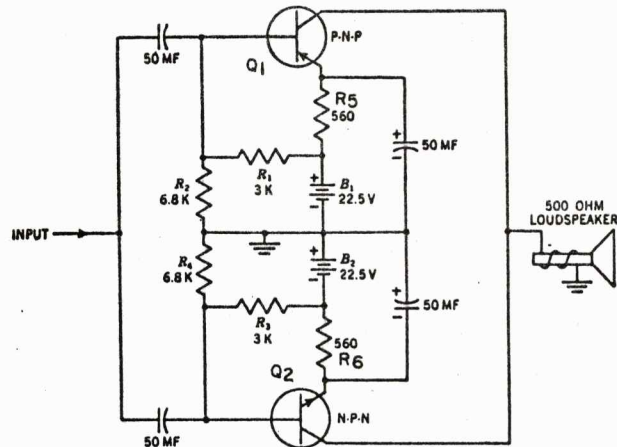 P-N-P
50 MF
Q1
R5
560
+
50 MF
−
R1
3 K
+
B1
22.5 V
−
R2
6.8 K
500 OHM
LOUDSPEAKER
INPUT
R4
6.8 K
+
B2
22.5 V
−
+
50 MF
−
R3
3 K
560
R6
Q2
N-P-N
50 MF